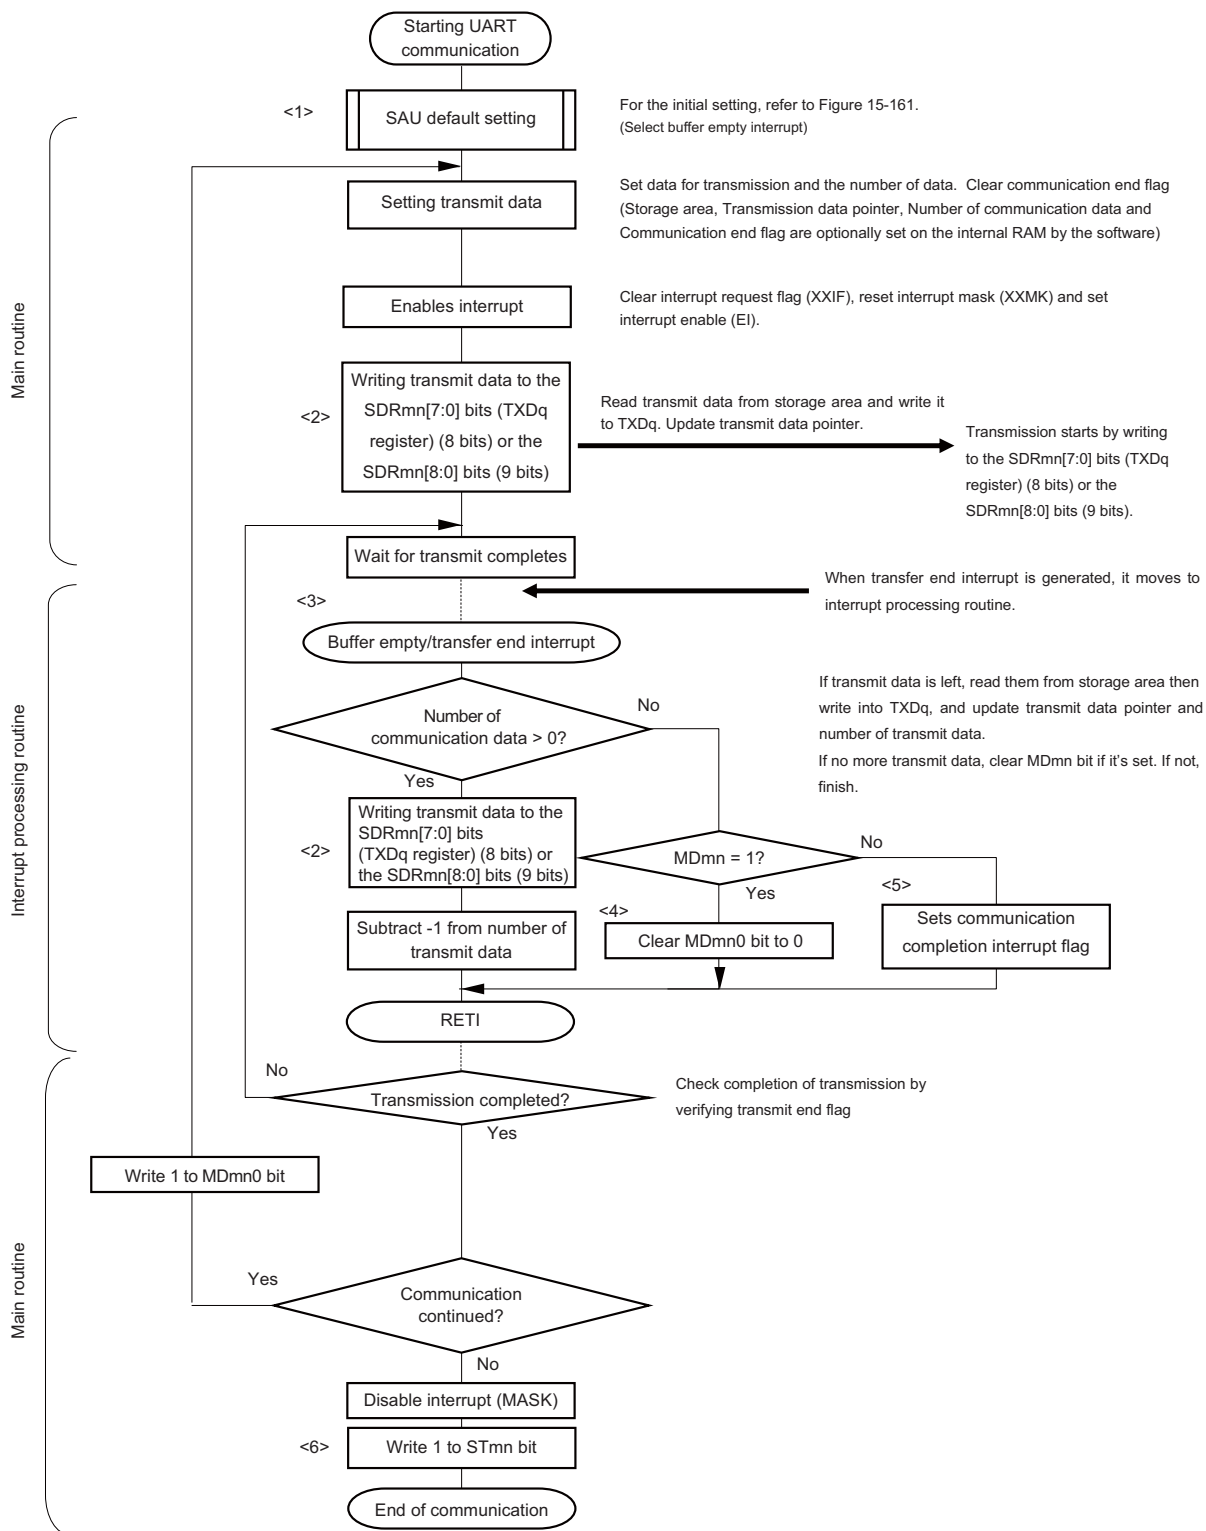 Starting UART
communication
<1>
SAU default setting
For the initial setting, refer to Figure 15-161.
(Select buffer empty interrupt)
Setting transmit data
Set data for transmission and the number of data. Clear communication end flag
(Storage area, Transmission data pointer, Number of communication data and
Communication end flag are optionally set on the internal RAM by the software)
Enables interrupt
Clear interrupt request flag (XXIF), reset interrupt mask (XXMK) and set
interrupt enable (EI).
Main routine
<2>
Writing transmit data to the
SDRmn[7:0] bits (TXDq
register) (8 bits) or the
SDRmn[8:0] bits (9 bits)
Read transmit data from storage area and write it
to TXDq. Update transmit data pointer.
Transmission starts by writing
to the SDRmn[7:0] bits (TXDq
register) (8 bits) or the
SDRmn[8:0] bits (9 bits).
Wait for transmit completes
When transfer end interrupt is generated, it moves to
interrupt processing routine.
<3>
Buffer empty/transfer end interrupt
Number of
communication data > 0?
No
Yes
If transmit data is left, read them from storage area then
write into TXDq, and update transmit data pointer and
number of transmit data.
If no more transmit data, clear MDmn bit if it's set. If not,
finish.
Interrupt processing routine
<2>
Writing transmit data to the
SDRmn[7:0] bits
(TXDq register) (8 bits) or
the SDRmn[8:0] bits (9 bits)
MDmn = 1?
No
Yes
<4>
<5>
Subtract -1 from number of
transmit data
Clear MDmn0 bit to 0
Sets communication
completion interrupt flag
RETI
No
Transmission completed?
Yes
Check completion of transmission by
verifying transmit end flag
Write 1 to MDmn0 bit
Main routine
Yes
Communication
continued?
No
Disable interrupt (MASK)
<6>
Write 1 to STmn bit
End of communication